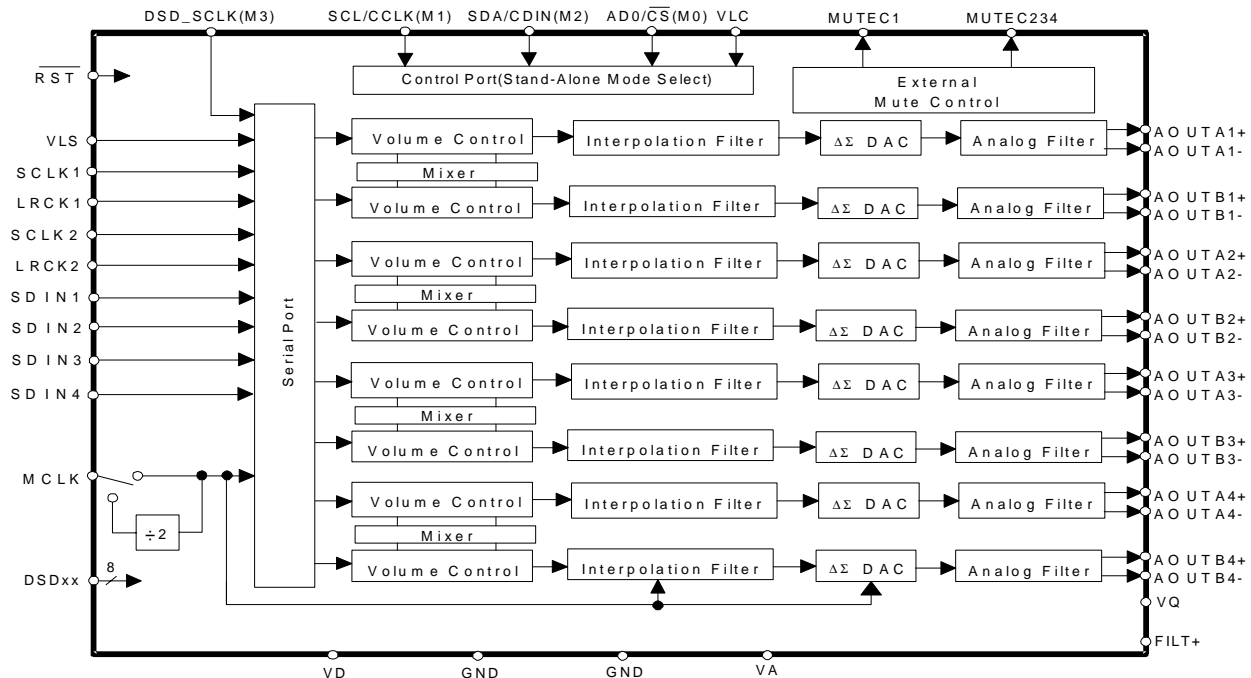 DSD_SCLK(M3) SCL/CCLK(M1) SDA/CDIN(M2) AD0/CS(M0) VLC MUTEC1 MUTEC234
RST
Control Port(Stand-Alone Mode Select)
External
Mute Control
VLS
SCLK1
LRCK1
SCLK2
LRCK2
SDIN1
SDIN2
SDIN3
SDIN4
MCLK
÷2
DSDxx
8
Serial Port
Volume Control Interpolation Filter ΔΣ DAC Analog Filter AOUTA1+
AOUTA1-
Mixer
Volume Control Interpolation Filter ΔΣ DAC Analog Filter AOUTB1+
AOUTB1-
Volume Control Interpolation Filter ΔΣ DAC Analog Filter AOUTA2+
AOUTA2-
Mixer
Volume Control Interpolation Filter ΔΣ DAC Analog Filter AOUTB2+
AOUTB2-
Volume Control Interpolation Filter ΔΣ DAC Analog Filter AOUTA3+
AOUTA3-
Mixer
Volume Control Interpolation Filter ΔΣ DAC Analog Filter AOUTB3+
AOUTB3-
Volume Control Interpolation Filter ΔΣ DAC Analog Filter AOUTA4+
AOUTA4-
Mixer
Volume Control Interpolation Filter ΔΣ DAC Analog Filter AOUTB4+
AOUTB4-
VQ
FILT+
VD GND GND VA